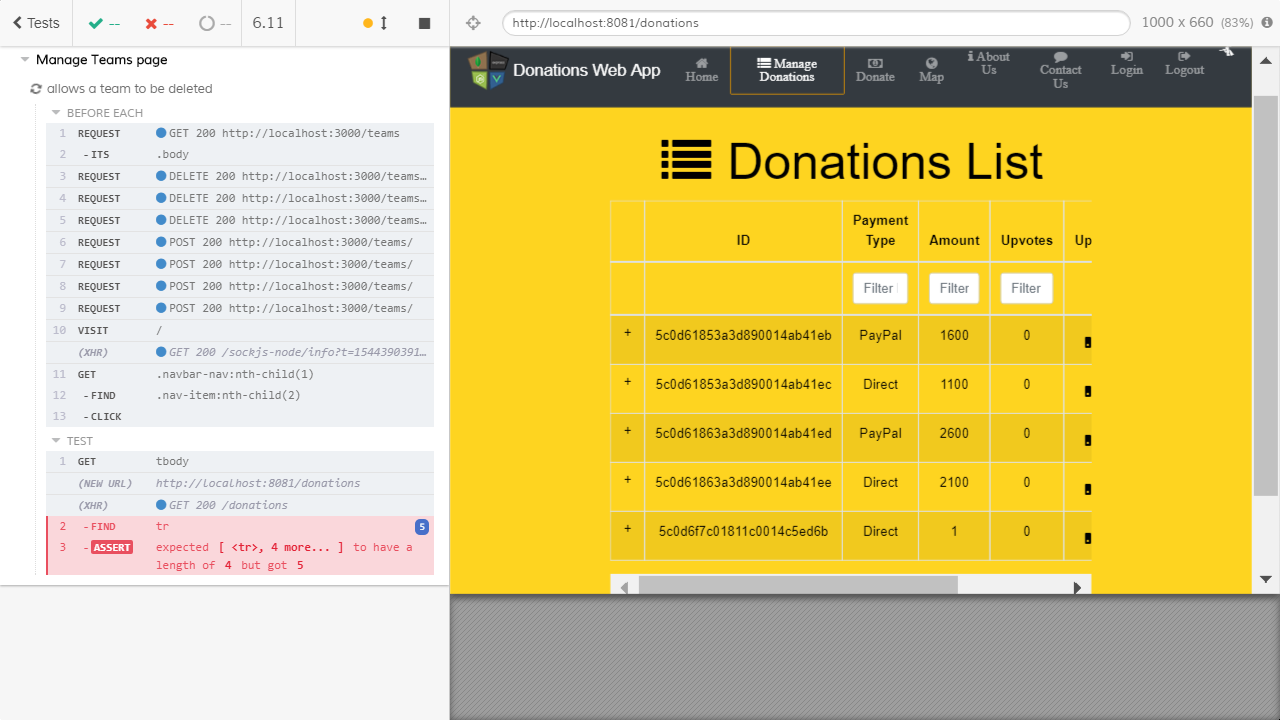 Tests
--
--
--
6.11
http://localhost:8081/donations
1000 x 660 (83%)
Manage Teams page
allows a team to be deleted
BEFORE EACH
1 REQUEST GET 200 http://localhost:3000/teams
2 - ITS .body
3 REQUEST DELETE 200 http://localhost:3000/teams…
4 REQUEST DELETE 200 http://localhost:3000/teams…
5 REQUEST DELETE 200 http://localhost:3000/teams…
6 REQUEST POST 200 http://localhost:3000/teams/
7 REQUEST POST 200 http://localhost:3000/teams/
8 REQUEST POST 200 http://localhost:3000/teams/
9 REQUEST POST 200 http://localhost:3000/teams/
10 VISIT /
(XHR) GET 200 /sockjs-node/info?t=1544390391…
11 GET .navbar-nav:nth-child(1)
12 - FIND .nav-item:nth-child(2)
13 - CLICK
TEST
1 GET tbody
(NEW URL) http://localhost:8081/donations
(XHR) GET 200 /donations
2 - FIND tr 5
3 - ASSERT expected [ <tr>, 4 more... ] to have a
length of 4 but got 5
Donations Web App
Home
Manage
Donations
Donate
Map
About
Us
Contact
Us
Login
Logout
Donations List
ID Payment Type Amount Upvotes Up
Filter Filter Filter
+ 5c0d61853a3d890014ab41eb PayPal 1600 0
+ 5c0d61853a3d890014ab41ec Direct 1100 0
+ 5c0d61863a3d890014ab41ed PayPal 2600 0
+ 5c0d61863a3d890014ab41ee Direct 2100 0
+ 5c0d6f7c01811c0014c5ed6b Direct 1 0